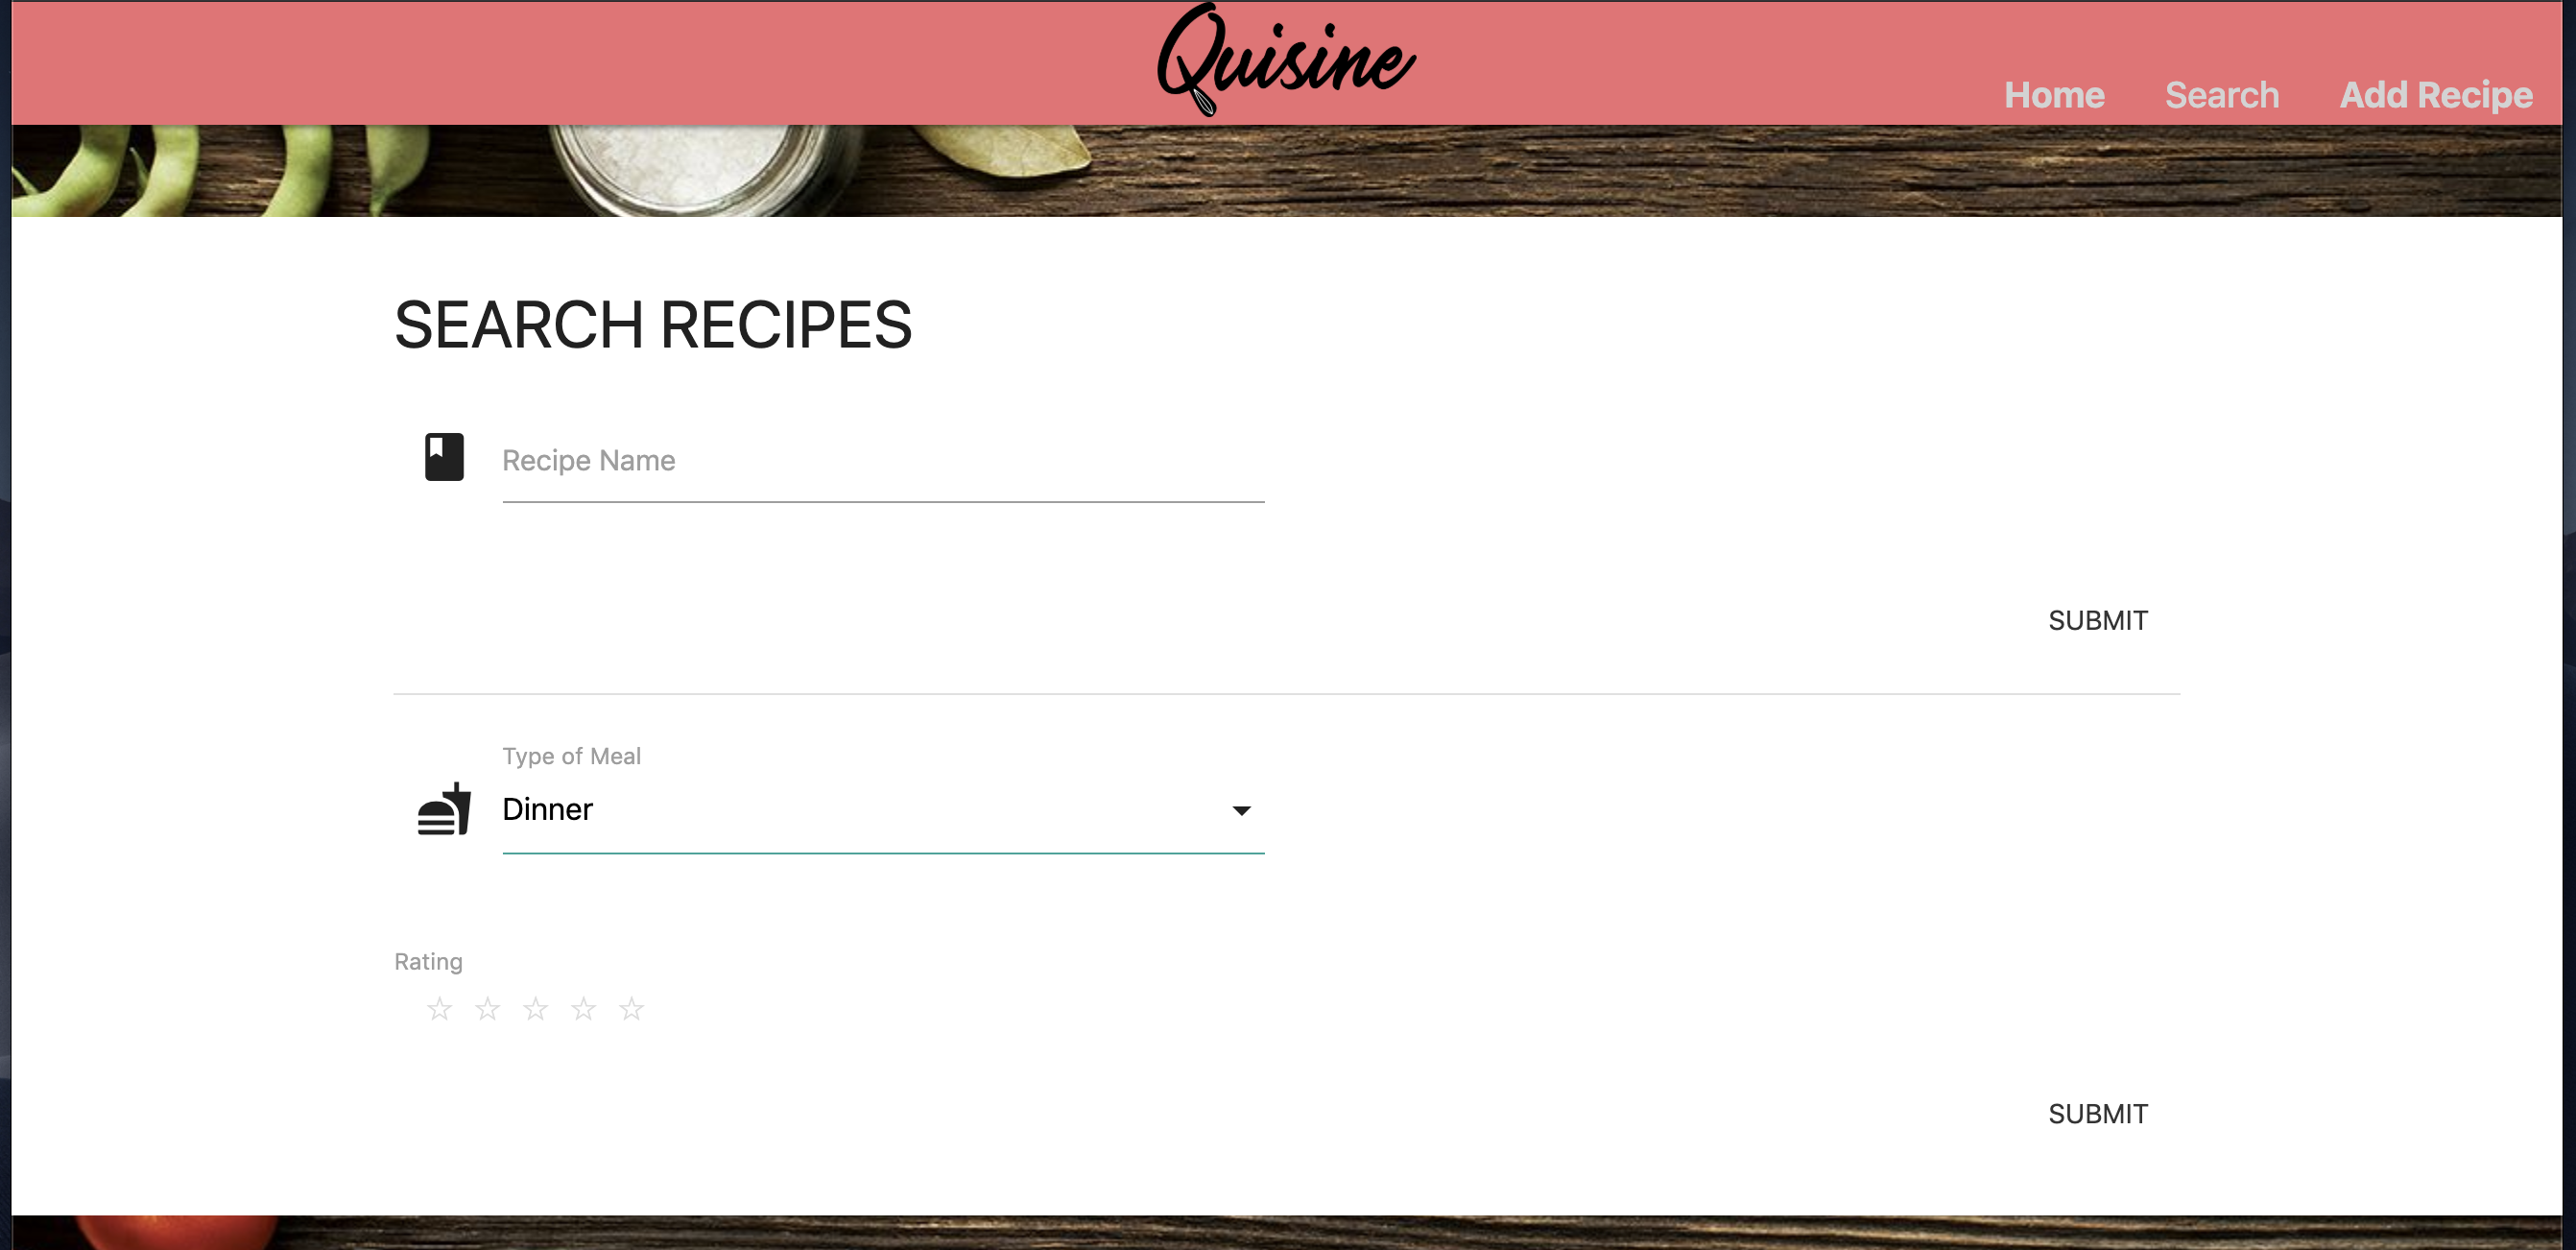 Quisine
Home Search Add Recipe
SEARCH RECIPES
Recipe Name
SUBMIT
Type of Meal
Dinner
Rating
SUBMIT